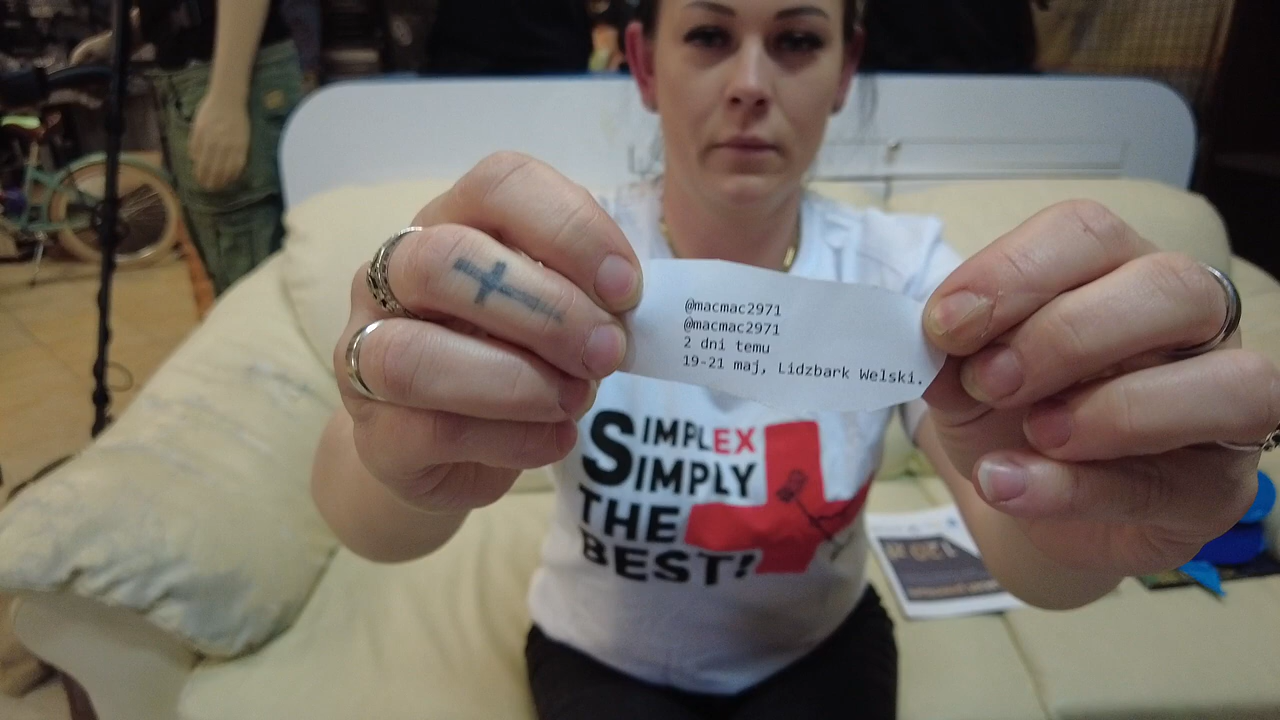 @macmac2971
@macmac2971
2 dni temu
19-21 maj, Lidzbark Welski.
SIMPLEX
SIMPLY
THE
BEST!